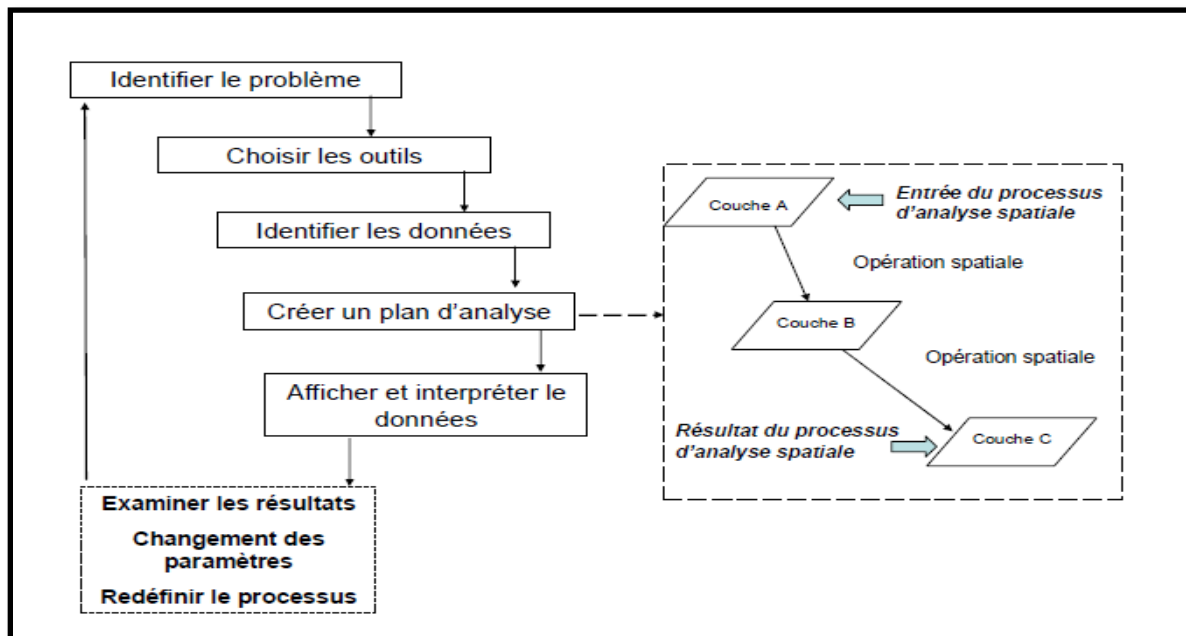 Identifier le problème
Choisir les outils
Identifier les données
Créer un plan d'analyse
Afficher et interpréter le
données
Examiner les résultats
Changement des
paramètres
Redéfinir le processus
Couche A
Entrée du processus
d'analyse spatiale
Opération spatiale
Couche B
Opération spatiale
Résultat du processus
d'analyse spatiale
Couche C